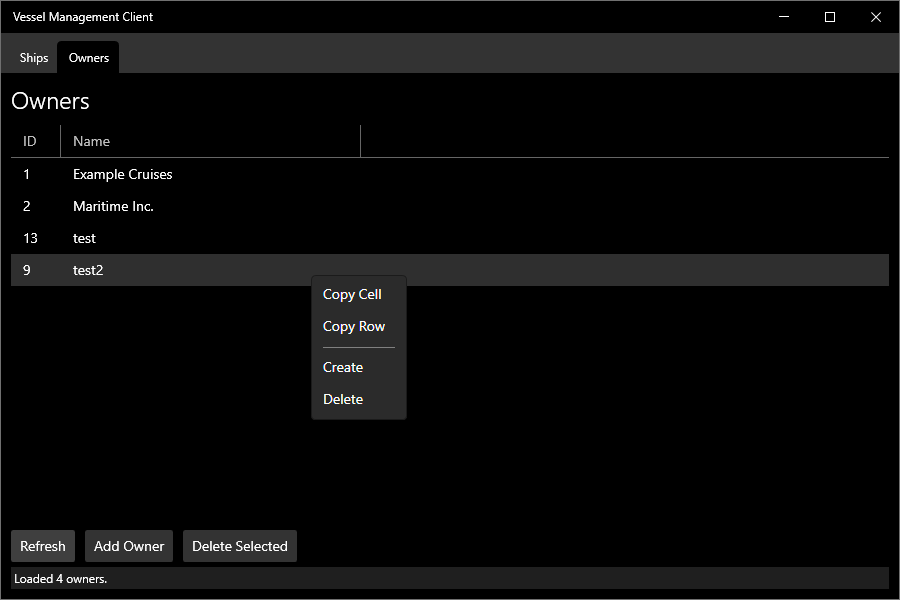 Vessel Management Client
Ships Owners
Owners
ID Name
1 Example Cruises
2 Maritime Inc.
13 test
9 test2
Copy Cell
Copy Row
Create
Delete
Refresh Add Owner Delete Selected
Loaded 4 owners.